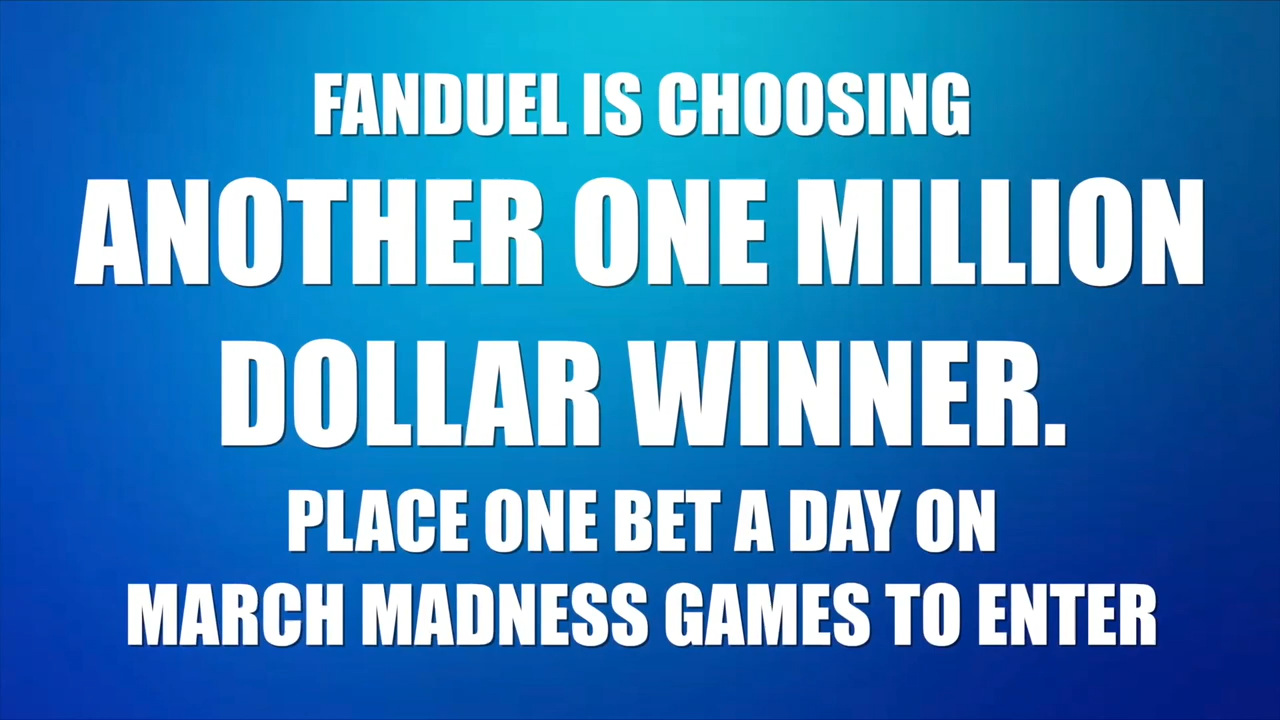 FANDUEL IS CHOOSING
ANOTHER ONE MILLION
DOLLAR WINNER.
PLACE ONE BET A DAY ON
MARCH MADNESS GAMES TO ENTER